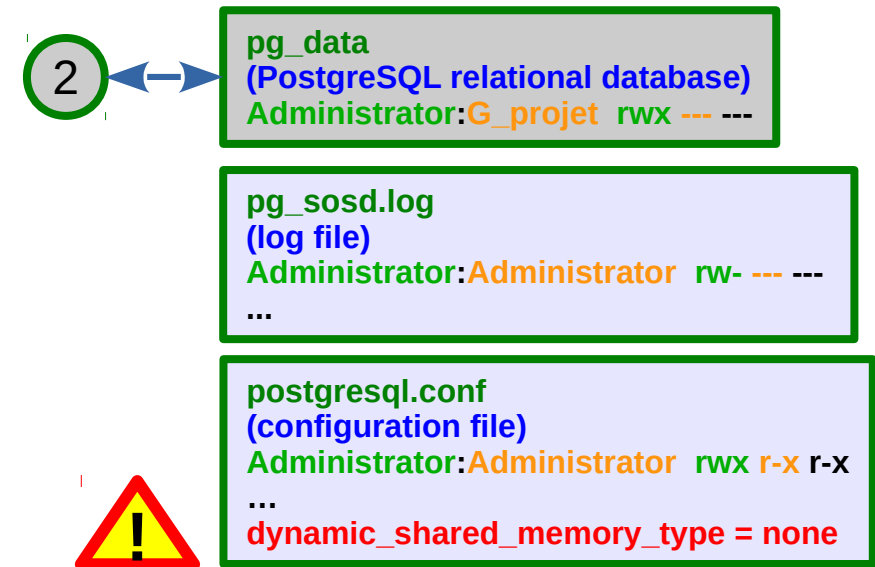 2
pg_data
(PostgreSQL relational database)
Administrator:G_projet rwx --- ---
pg_sosd.log
(log file)
Administrator:Administrator rw- --- ---
...
postgresql.conf
(configuration file)
Administrator:Administrator rwx r-x r-x
...
dynamic_shared_memory_type = none
!